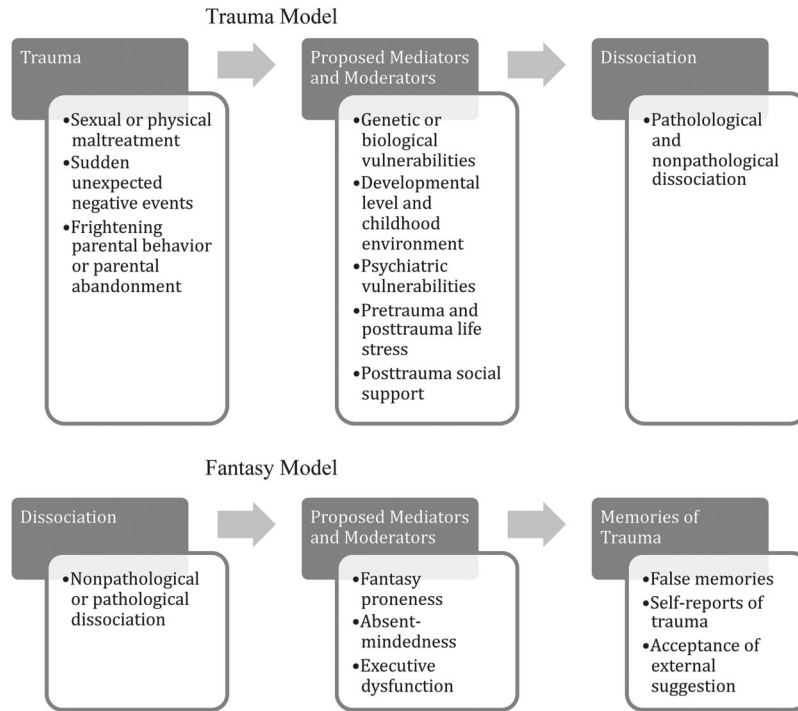 Trauma Model
Trauma
•Sexual or physical
maltreatment
•Sudden
unexpected
negative events
•Frightening
parental behavior
or parental
abandonment
Proposed Mediators
and Moderators
•Genetic or
biological
vulnerabilities
•Developmental
level and
childhood
environment
•Psychiatric
vulnerabilities
•Pretrauma and
posttrauma life
stress
•Posttrauma social
support
Dissociation
•Patholological
and
nonpathological
dissociation
Fantasy Model
Dissociation
•Nonpathological
or pathological
dissociation
Proposed Mediators
and Moderators
•Fantasy
proneness
•Absent-
mindedness
•Executive
dysfunction
Memories of
Trauma
•False memories
•Self-reports of
trauma
•Acceptance of
external
suggestion